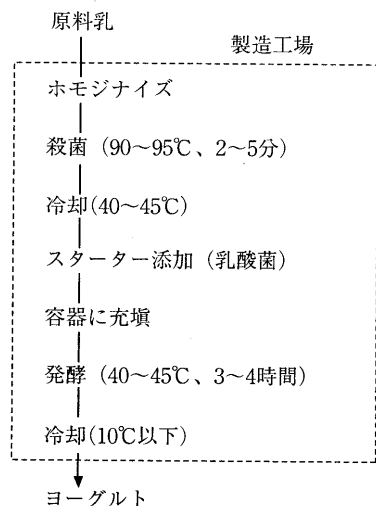 原料乳
製造工場
ホモジナイズ
殺菌（90～95℃、2～5分）
冷却(40～45℃)
スターター添加（乳酸菌）
容器に充塡
発酵（40～45℃、3～4時間）
冷却(10℃以下)
ヨーグルト